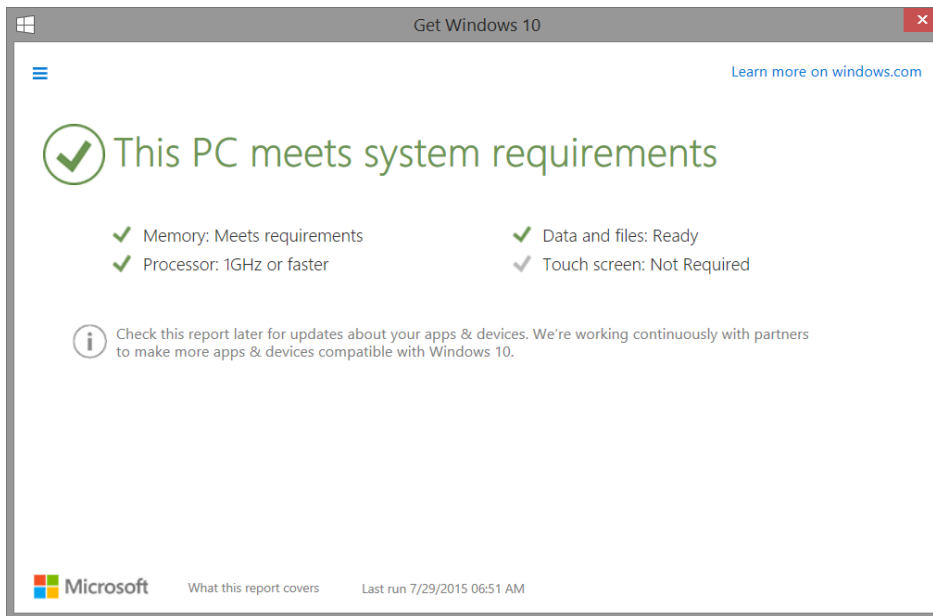 Get Windows 10
Learn more on windows.com
This PC meets system requirements
Memory: Meets requirements
Data and files: Ready
Processor: 1GHz or faster
Touch screen: Not Required
Check this report later for updates about your apps & devices. We're working continuously with partners
to make more apps & devices compatible with Windows 10.
Microsoft
What this report covers
Last run 7/29/2015 06:51 AM